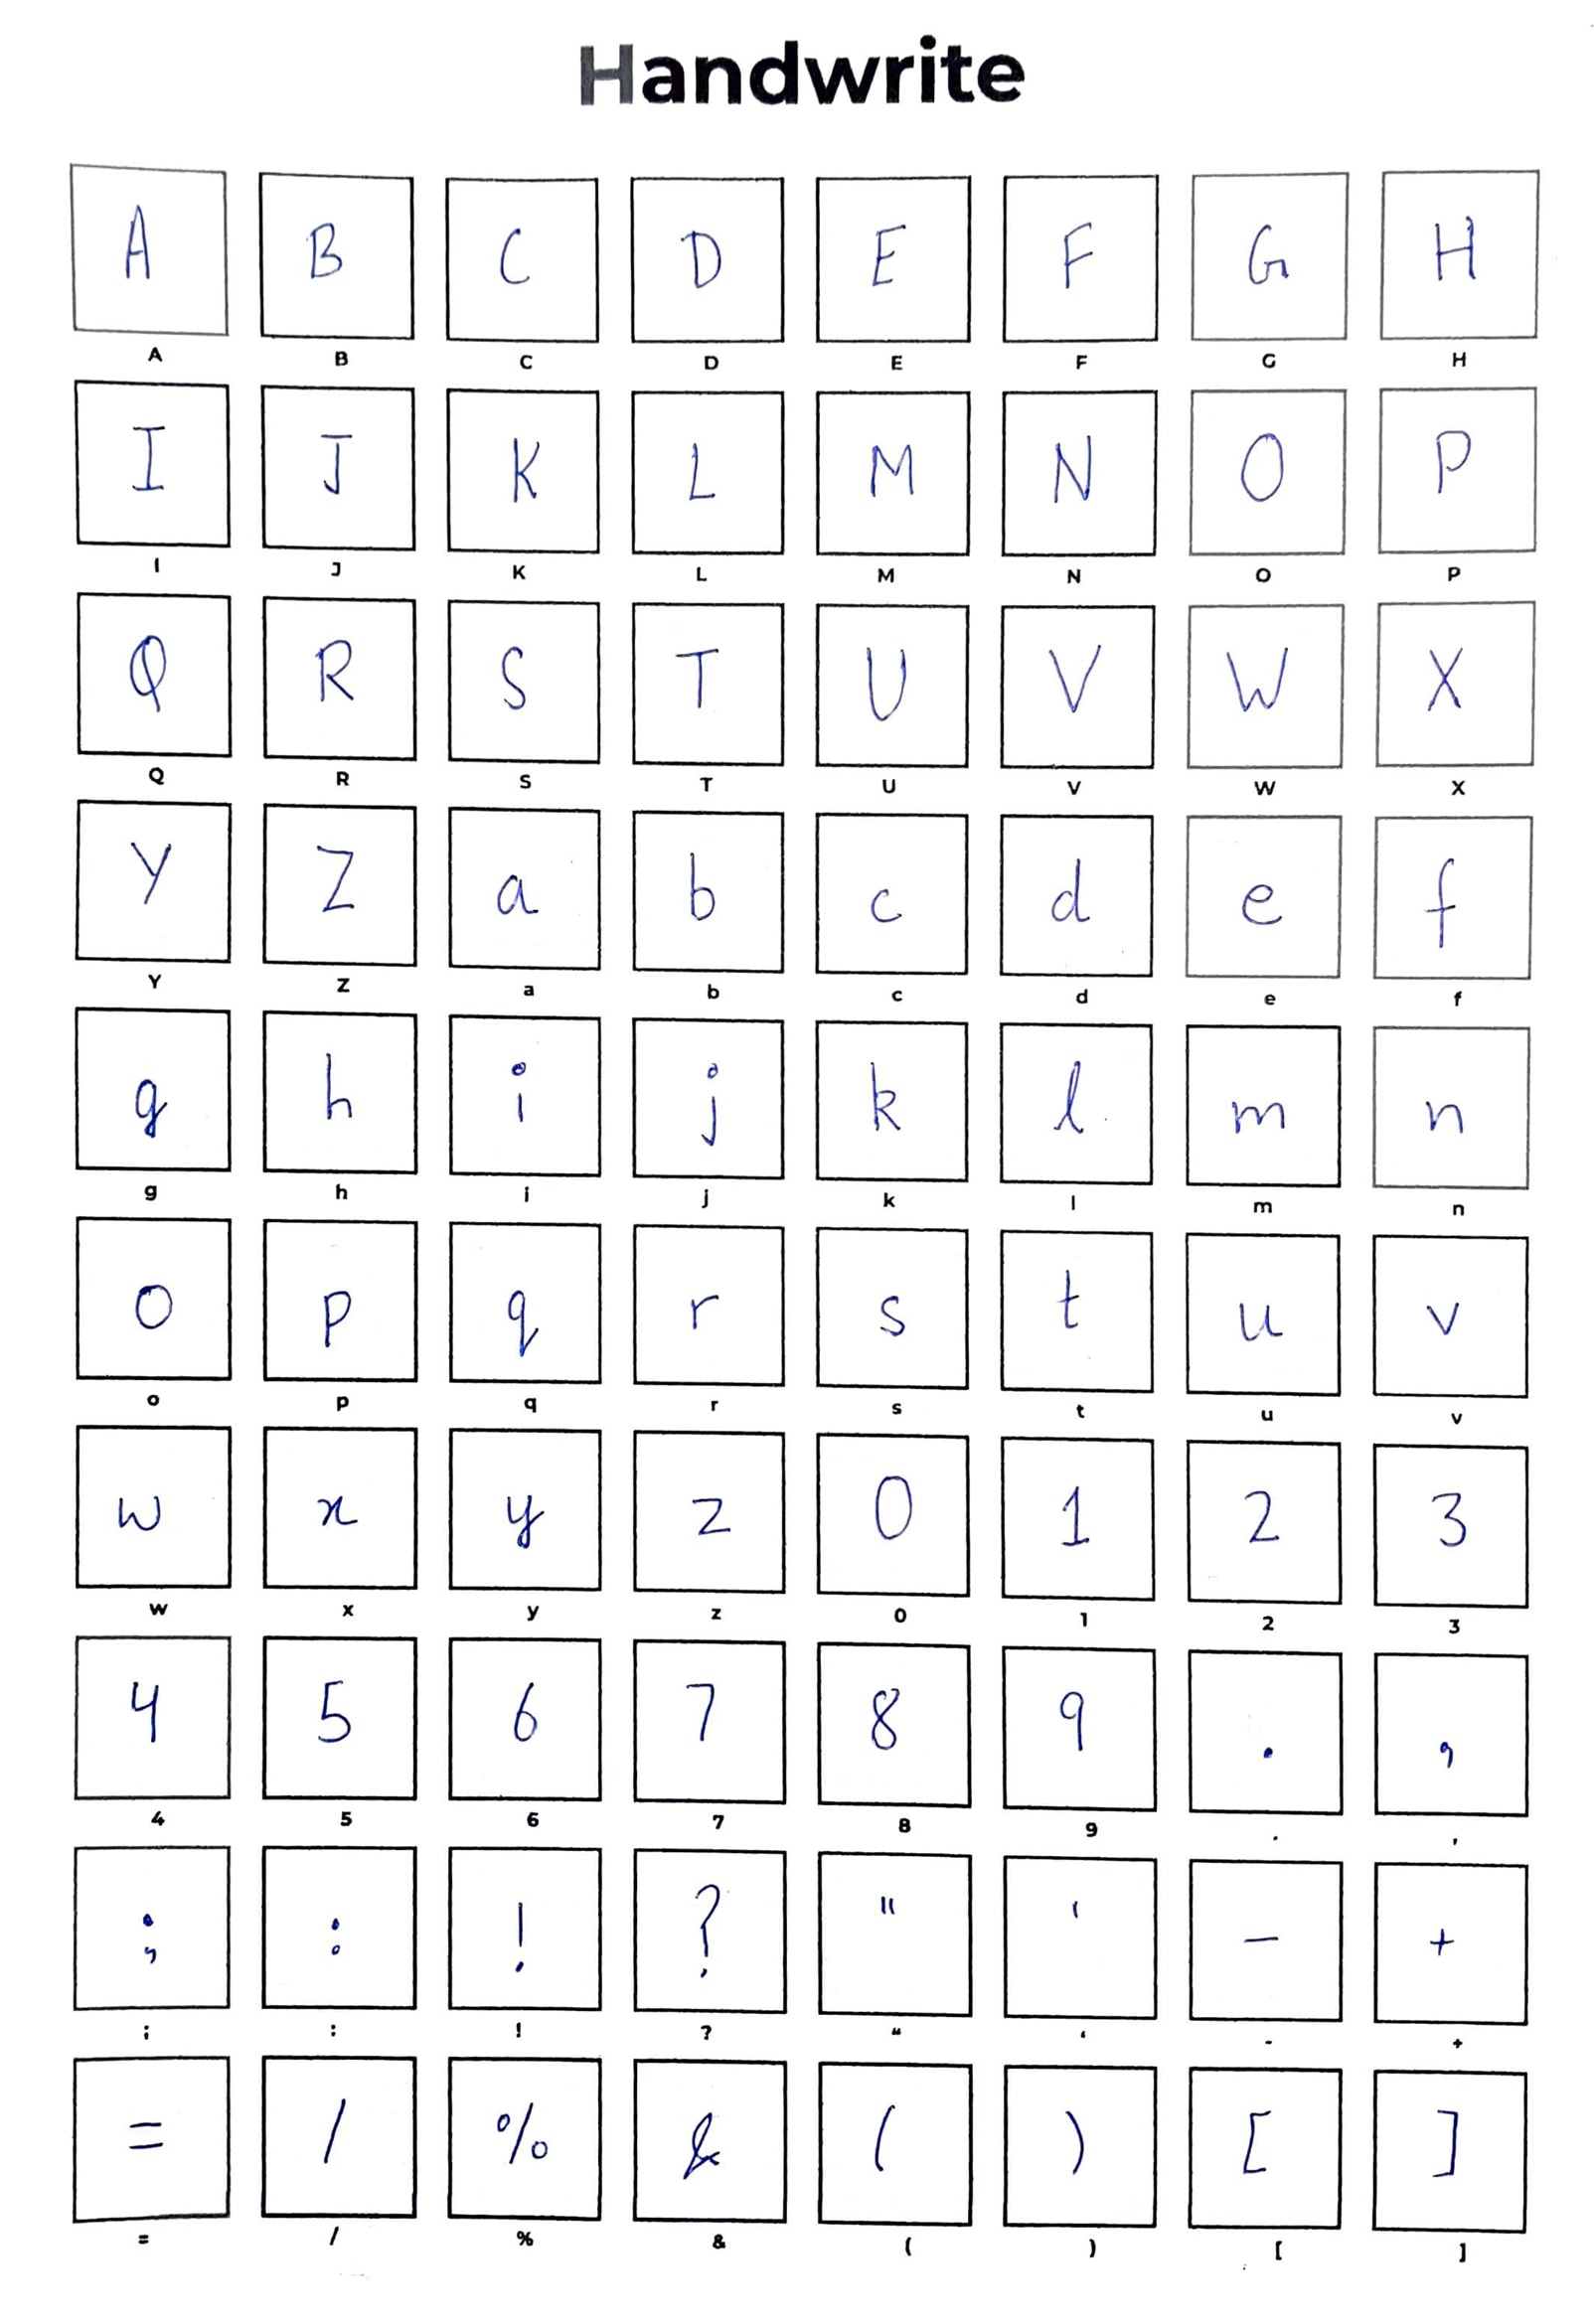 Handwrite
A B C D E F G H
A B C D E F G H
I J K L M N O P
I J K L M N O P
Q R S T U V W X
Q R S T U V W X
Y Z a b c d e f
Y Z a b c d e f
g h i j k l m n
g h i j k l m n
o p q r s t u v
o p q r s t u v
w x y z 0 1 2 3
w x y z 0 1 2 3
4 5 6 7 8 9 . ,
4 5 6 7 8 9 . ,
; : ! ? " ' - +
; : ! ? “ ‘ - +
= / % & ( ) [ ]
= / % & ( ) [ ]